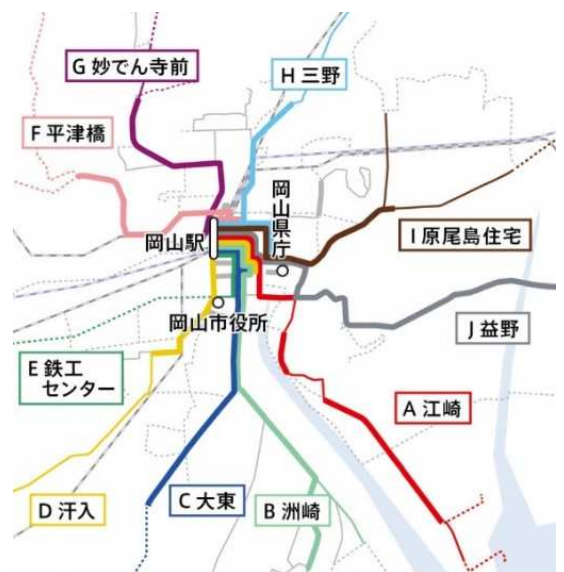 G 妙でん寺前
H 三野
F 平津橋
岡山県庁
岡山駅
I 原尾島住宅
岡山市役所
J 益野
E 鉄工
センター
A 江崎
D 汗入
C 大東
B 洲崎